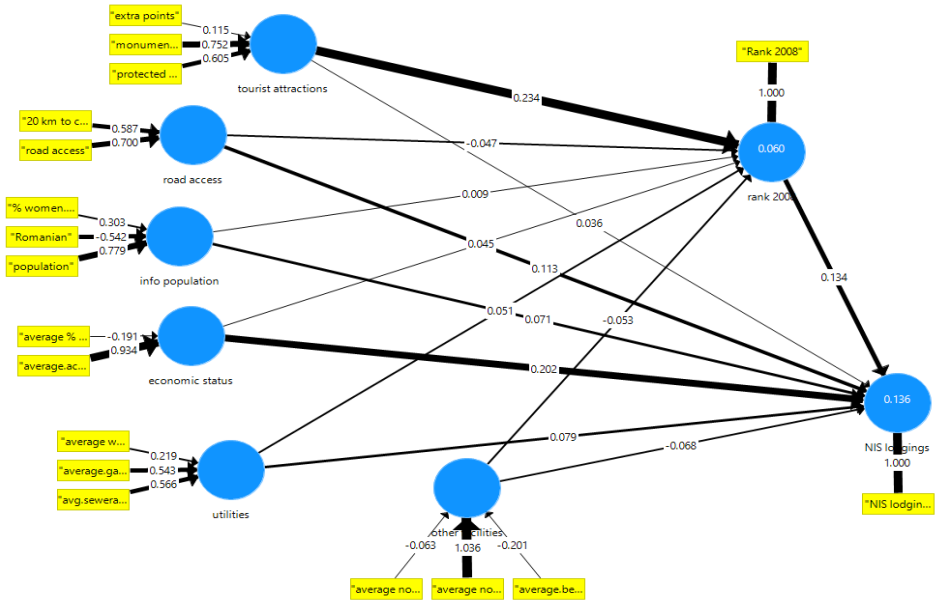 "extra points"
0.115
"monumen...
0.752
0.605
"protected ...
tourist attractions
"Rank 2008"
1.000
0.234
0.060
rank 200
"20 km to c...
0.587
"road access"
0.700
road access
-0.047
"% women....
0.303
"Romanian"
-0.542
"population"
0.779
info population
0.009
0.036
0.045
0.113
0.134
"average % ...
-0.191
0.934
"average.ac...
economic status
0.051
0.071
-0.053
0.202
0.136
"average w...
0.219
"average.ga...
0.543
0.566
"avg.sewera...
utilities
0.079
-0.068
NIS lodgings
1.000
"NIS lodgin...
other facilities
-0.063
1.036
-0.201
"average no...
"average no...
"average.be...